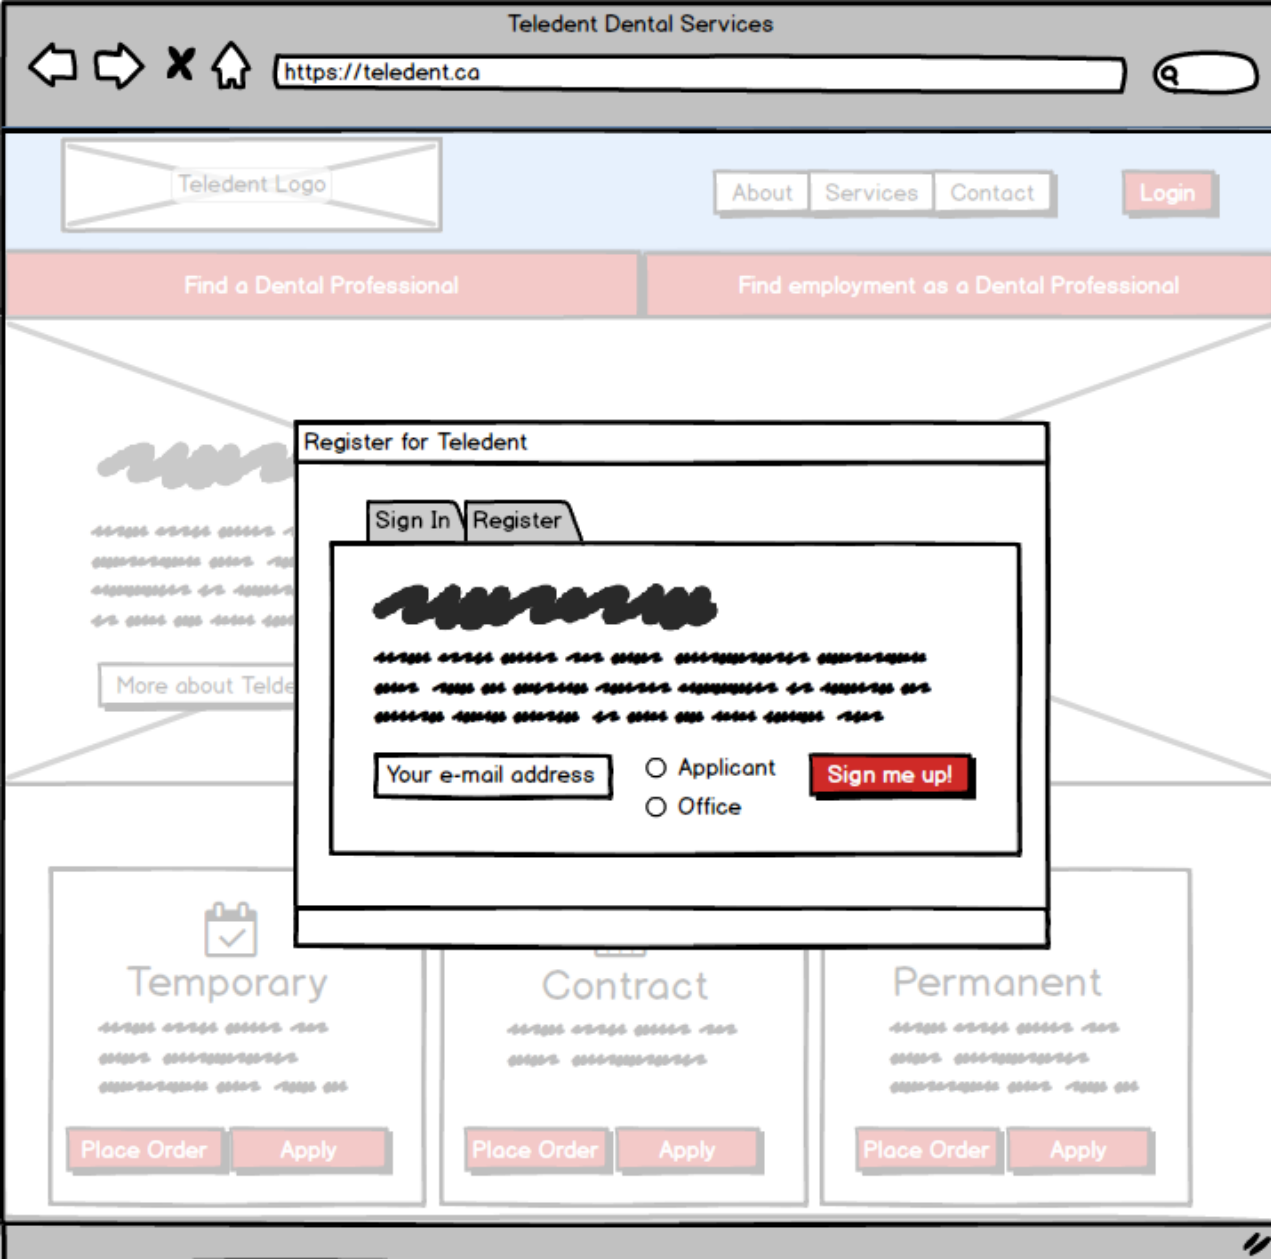 Teledent Dental Services
https://teledent.ca
Teledent Logo
About Services Contact Login
Find a Dental Professional Find employment as a Dental Professional
Register for Teledent
Sign In Register
More about Telde
Your e-mail address
Applicant
Office
Sign me up!
Temporary
Place Order Apply
Contract
Place Order Apply
Permanent
Place Order Apply